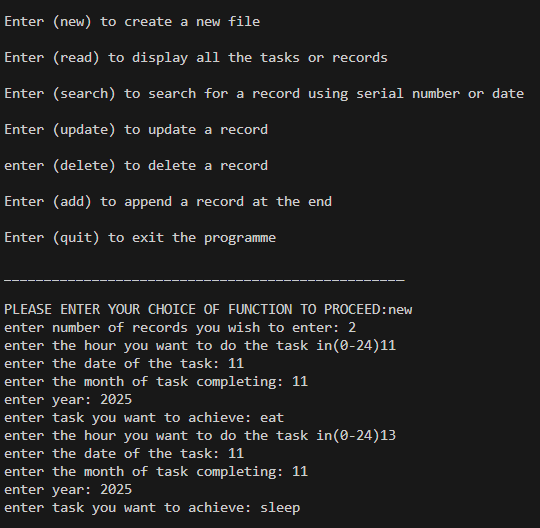 Enter (new) to create a new file
Enter (read) to display all the tasks or records
Enter (search) to search for a record using serial number or date
Enter (update) to update a record
enter (delete) to delete a record
Enter (add) to append a record at the end
Enter (quit) to exit the programme
__________________________________________________
PLEASE ENTER YOUR CHOICE OF FUNCTION TO PROCEED:new
enter number of records you wish to enter: 2
enter the hour you want to do the task in(0-24)11
enter the date of the task: 11
enter the month of task completing: 11
enter year: 2025
enter task you want to achieve: eat
enter the hour you want to do the task in(0-24)13
enter the date of the task: 11
enter the month of task completing: 11
enter year: 2025
enter task you want to achieve: sleep